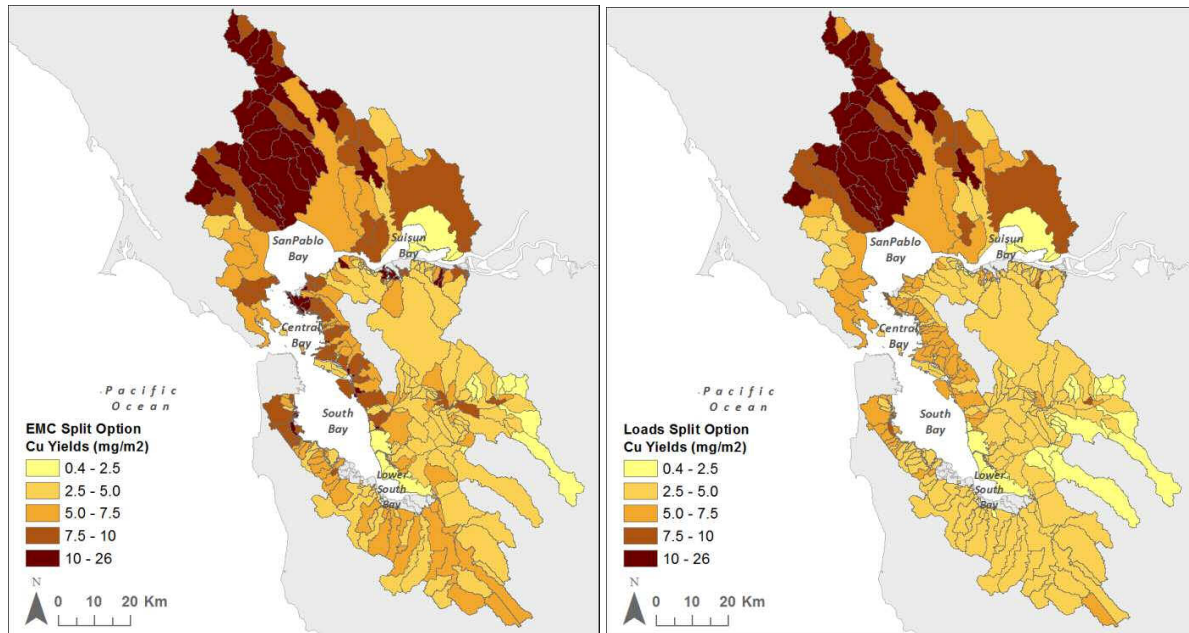 SanPablo
Bay
Suisun
Bay
Central
Bay
Pacific
Ocean
South
Bay
Lower
South
Bay
EMC Split Option
Cu Yields (mg/m2)
0.4 - 2.5
2.5 - 5.0
5.0 - 7.5
7.5 - 10
10 - 26
N
0 10 20 Km
SanPablo
Bay
Suisun
Bay
Central
Bay
Pacific
Ocean
South
Bay
Lower
South
Bay
Loads Split Option
Cu Yields (mg/m2)
0.4 - 2.5
2.5 - 5.0
5.0 - 7.5
7.5 - 10
10 - 26
N
0 10 20 Km